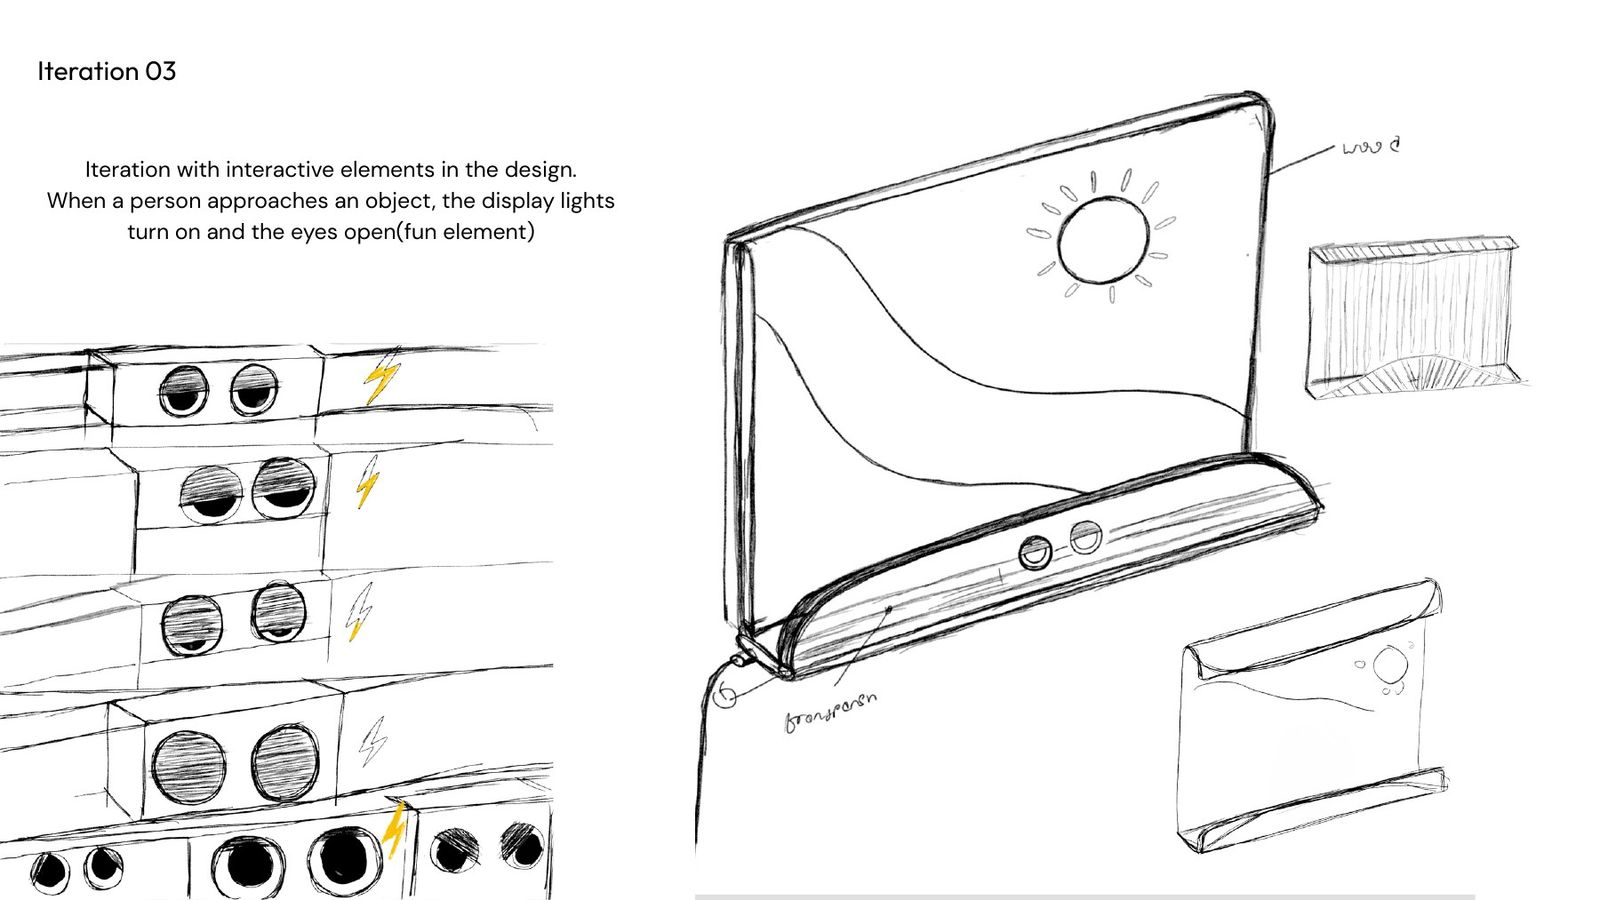 Iteration 03
Iteration with interactive elements in the design.
When a person approaches an object, the display lights
turn on and the eyes open(fun element)
wood